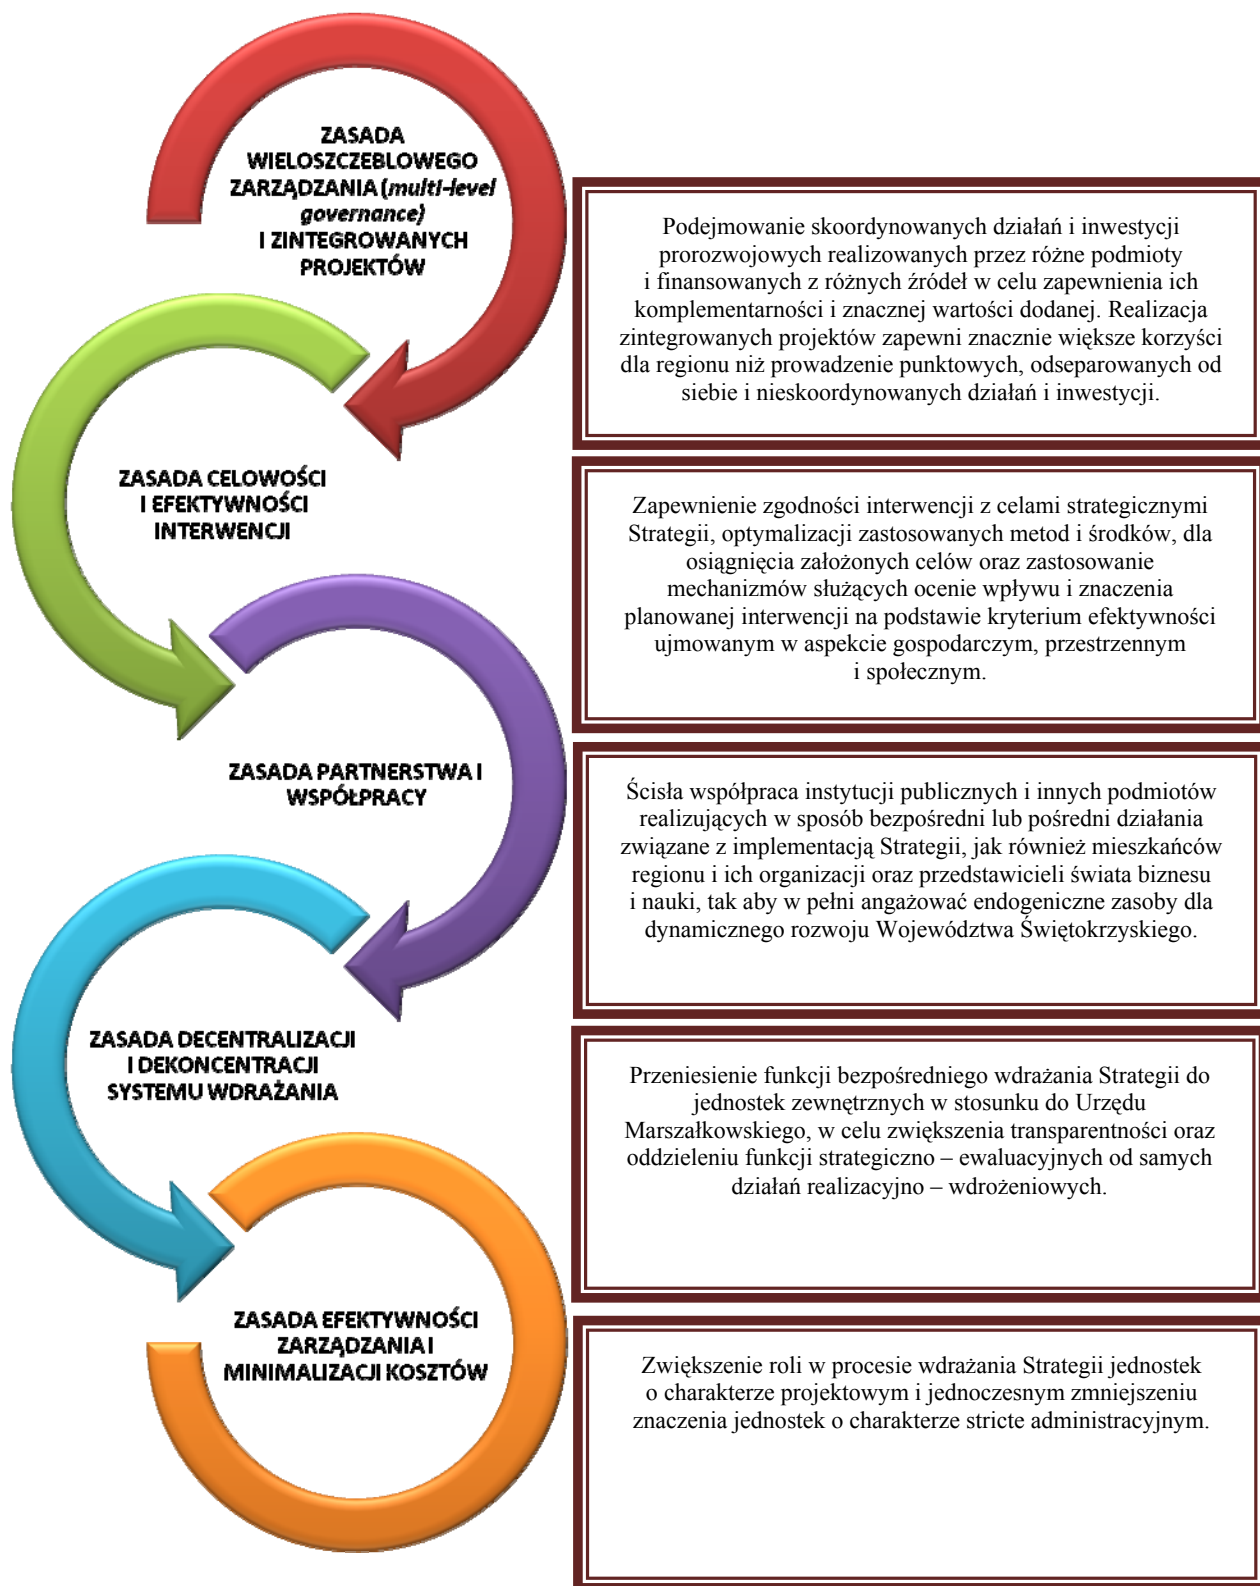 ZASADA
WIELOSZCZEBLOWEGO
ZARZĄDZANIA (multi-level
governance)
I ZINTEGROWANYCH
PROJEKTÓW
Podejmowanie skoordynowanych działań i inwestycji
prorozwojowych realizowanych przez różne podmioty
i finansowanych z różnych źródeł w celu zapewnienia ich
komplementarności i znacznej wartości dodanej. Realizacja
zintegrowanych projektów zapewni znacznie większe korzyści
dla regionu niż prowadzenie punktowych, odseparowanych od
siebie i nieskoordynowanych działań i inwestycji.
ZASADA CELOWOŚCI
I EFEKTYWNOŚCI
INTERWENCJI
Zapewnienie zgodności interwencji z celami strategicznymi
Strategii, optymalizacji zastosowanych metod i środków, dla
osiągnięcia założonych celów oraz zastosowanie
mechanizmów służących ocenie wpływu i znaczenia
planowanej interwencji na podstawie kryterium efektywności
ujmowanym w aspekcie gospodarczym, przestrzennym
i społecznym.
ZASADA PARTNERSTWA I
WSPÓŁPRACY
Ścisła współpraca instytucji publicznych i innych podmiotów
realizujących w sposób bezpośredni lub pośredni działania
związane z implementacją Strategii, jak również mieszkańców
regionu i ich organizacji oraz przedstawicieli świata biznesu
i nauki, tak aby w pełni angażować endogeniczne zasoby dla
dynamicznego rozwoju Województwa Świętokrzyskiego.
ZASADA DECENTRALIZACJI
I DEKONCENTRACJI
SYSTEMU WDRAŻANIA
Przeniesienie funkcji bezpośredniego wdrażania Strategii do
jednostek zewnętrznych w stosunku do Urzędu
Marszałkowskiego, w celu zwiększenia transparentności oraz
oddzieleniu funkcji strategiczno – ewaluacyjnych od samych
działań realizacyjno – wdrożeniowych.
ZASADA EFEKTYWNOŚCI
ZARZĄDZANIA I
MINIMALIZACJI KOSZTÓW
Zwiększenie roli w procesie wdrażania Strategii jednostek
o charakterze projektowym i jednoczesnym zmniejszeniu
znaczenia jednostek o charakterze stricte administracyjnym.